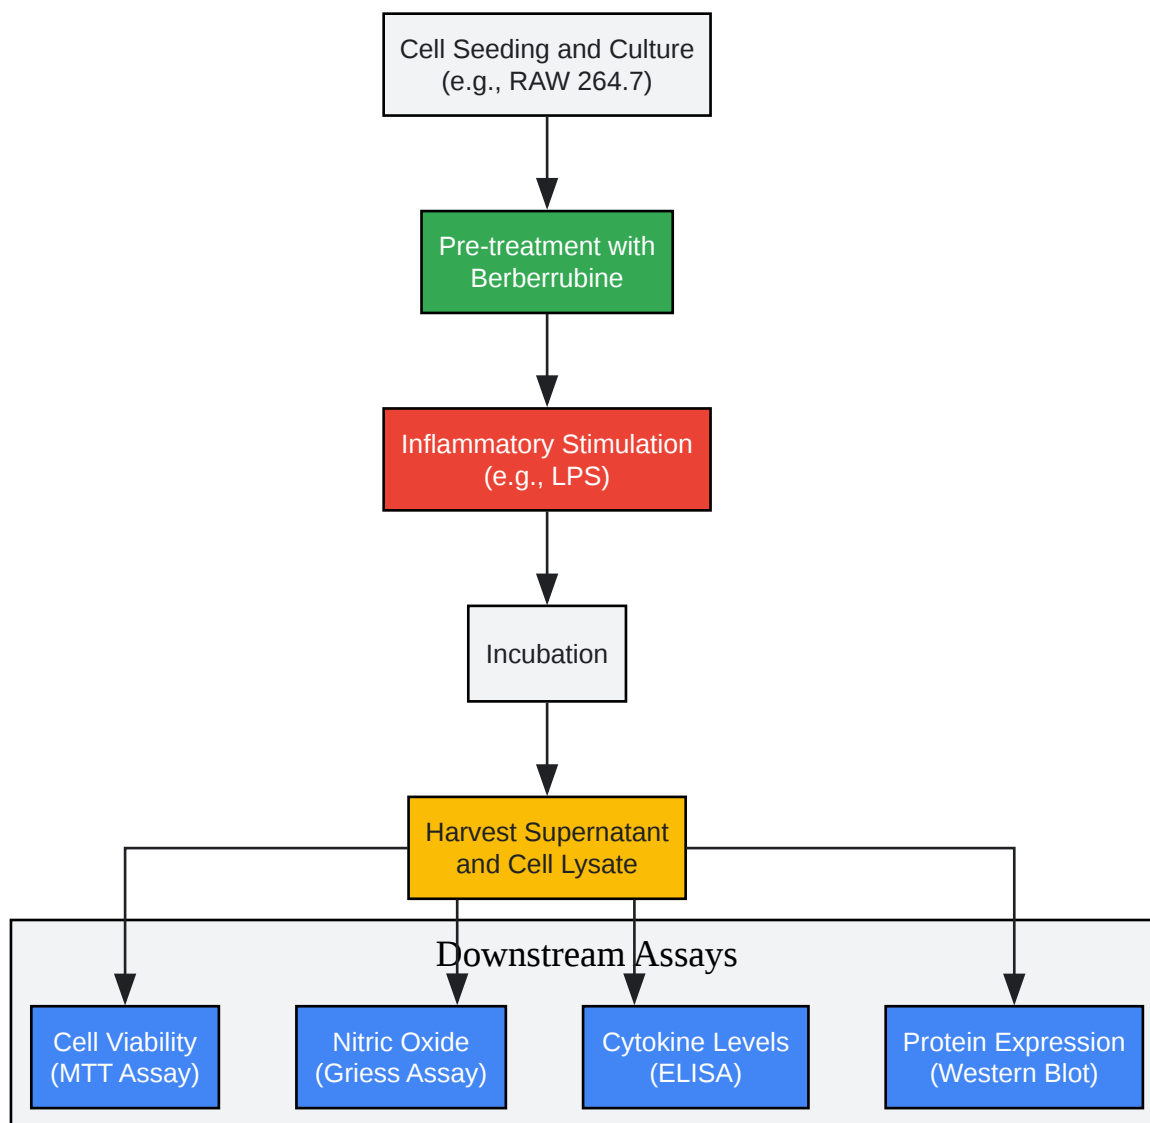 Cell Seeding and Culture
(e.g., RAW 264.7)
Pre-treatment with
Berberrubine
Inflammatory Stimulation
(e.g., LPS)
Incubation
Harvest Supernatant
and Cell Lysate
Downstream Assays
Cell Viability
(MTT Assay)
Nitric Oxide
(Griess Assay)
Cytokine Levels
(ELISA)
Protein Expression
(Western Blot)